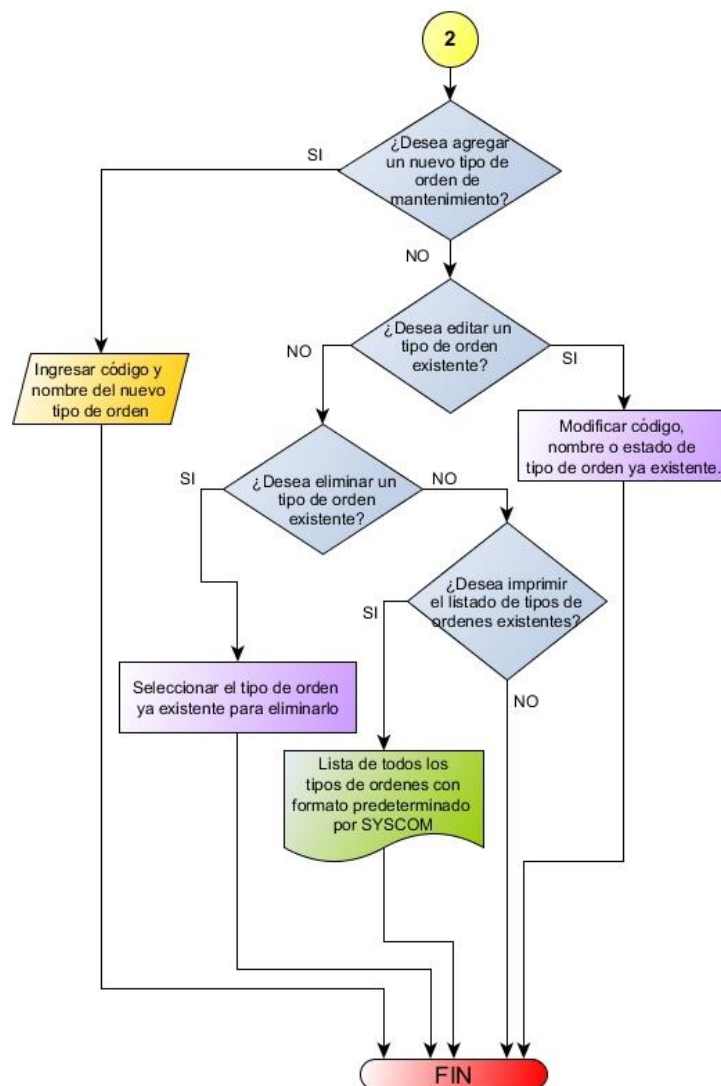 2
¿Desea agregar
un nuevo tipo de
orden de
mantenimiento?
SI
NO
¿Desea editar un
tipo de orden
existente?
NO
SI
Ingresar código y
nombre del nuevo
tipo de orden
Modificar código,
nombre o estado de
tipo de orden ya existente.
¿Desea eliminar un
tipo de orden
existente?
SI
NO
¿Desea imprimir
el listado de tipos de
ordenes existentes?
SI
NO
Seleccionar el tipo de orden
ya existente para eliminarlo
Lista de todos los
tipos de ordenes con
formato predeterminado
por SYSCOM
FIN